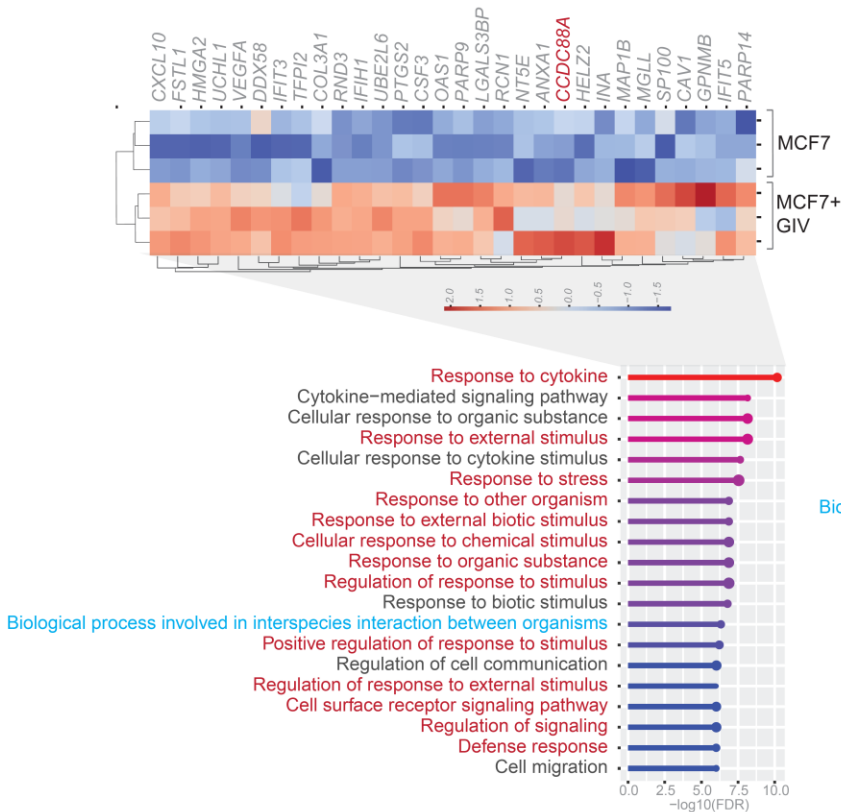 CXCL10
FSTL1
HMGA2
UCHL1
VEGFA
DDX58
IFIT3
TFPI2
COL3A1
RND3
IFIH1
UBE2L6
PTGS2
CSF3
OAS1
PARP9
LGALS3BP
RCN1
NT5E
ANXA1
CCDC88A
HELZ2
INA
MAP1B
MGLL
SP100
CAV1
GPNMB
IFIT5
PARP14
MCF7
MCF7+
GIV
2.0 1.5 1.0 0.5 0.0 -0.5 -1.0 -1.5
Response to cytokine
Cytokine−mediated signaling pathway
Cellular response to organic substance
Response to external stimulus
Cellular response to cytokine stimulus
Response to stress
Response to other organism
Bio
Response to external biotic stimulus
Cellular response to chemical stimulus
Response to organic substance
Regulation of response to stimulus
Response to biotic stimulus
Biological process involved in interspecies interaction between organisms
Positive regulation of response to stimulus
Regulation of cell communication
Regulation of response to external stimulus
Cell surface receptor signaling pathway
Regulation of signaling
Defense response
Cell migration
0.0 2.5 5.0 7.5 10.0
−log10(FDR)